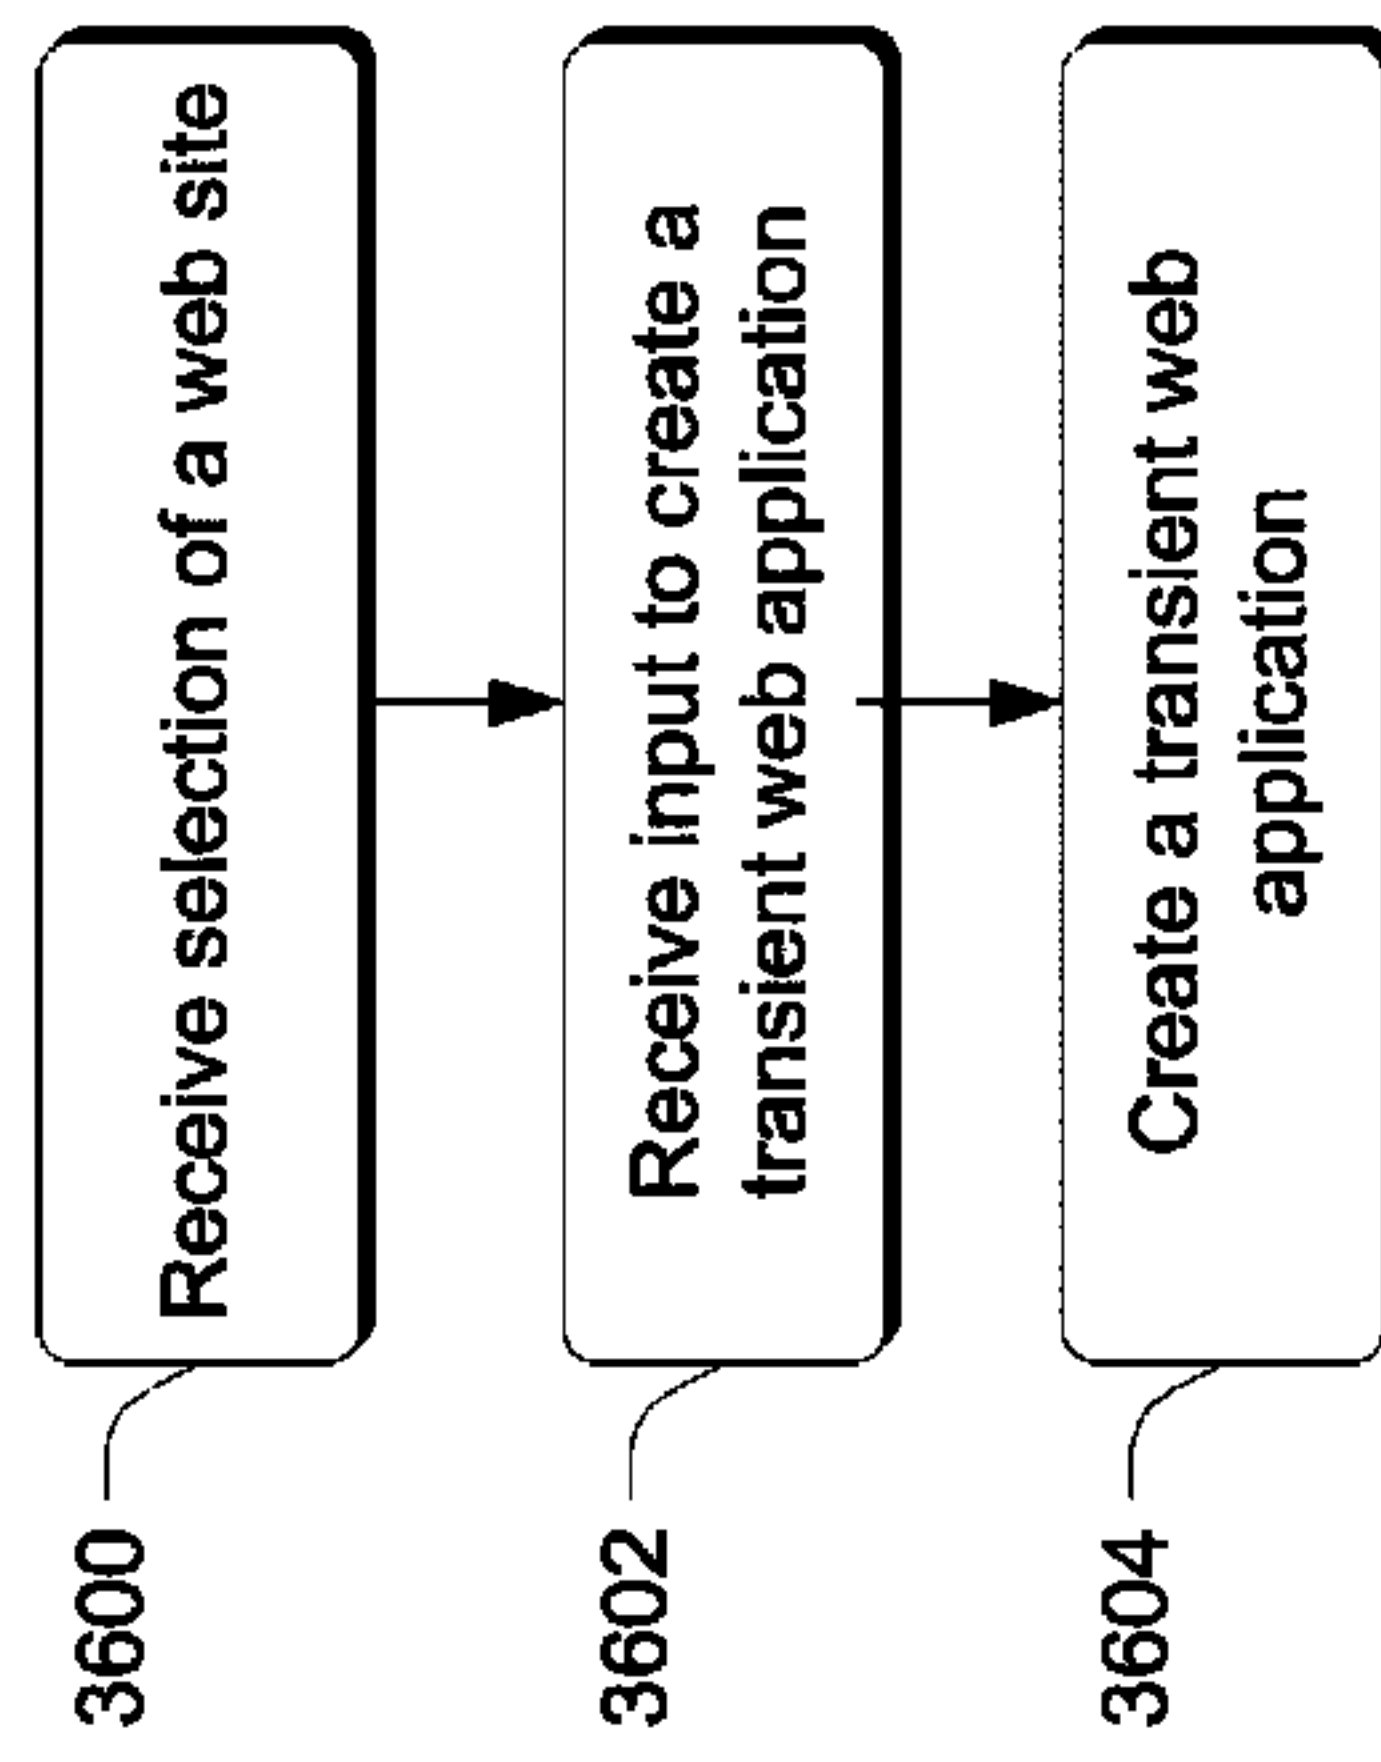 3600
Receive selection of a web site
3602
Receive input to create a
transient web application
3604
Create a transient web
application